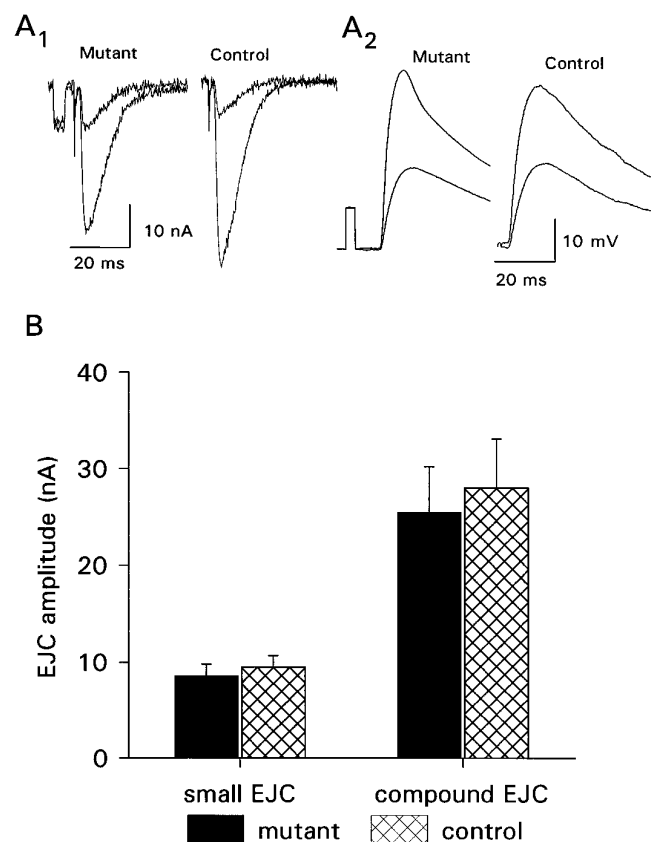 A1
Mutant
Control
10 nA
20 ms
A2
Mutant
Control
10 mV
20 ms
B
EJC amplitude (nA)
40
30
20
10
0
small EJC
compound EJC
mutant
control